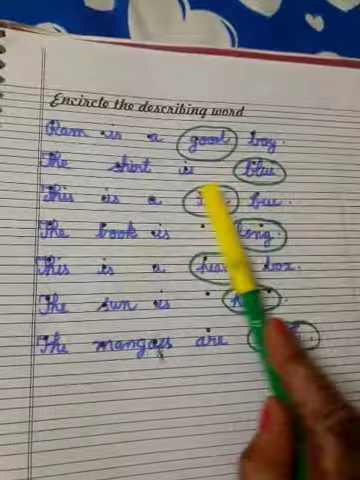 Encircle the describing word
Ram is a good boy.
The shirt is blue
This is a bus.
The book is long.
This is a box.
The sun is
The mangoys are